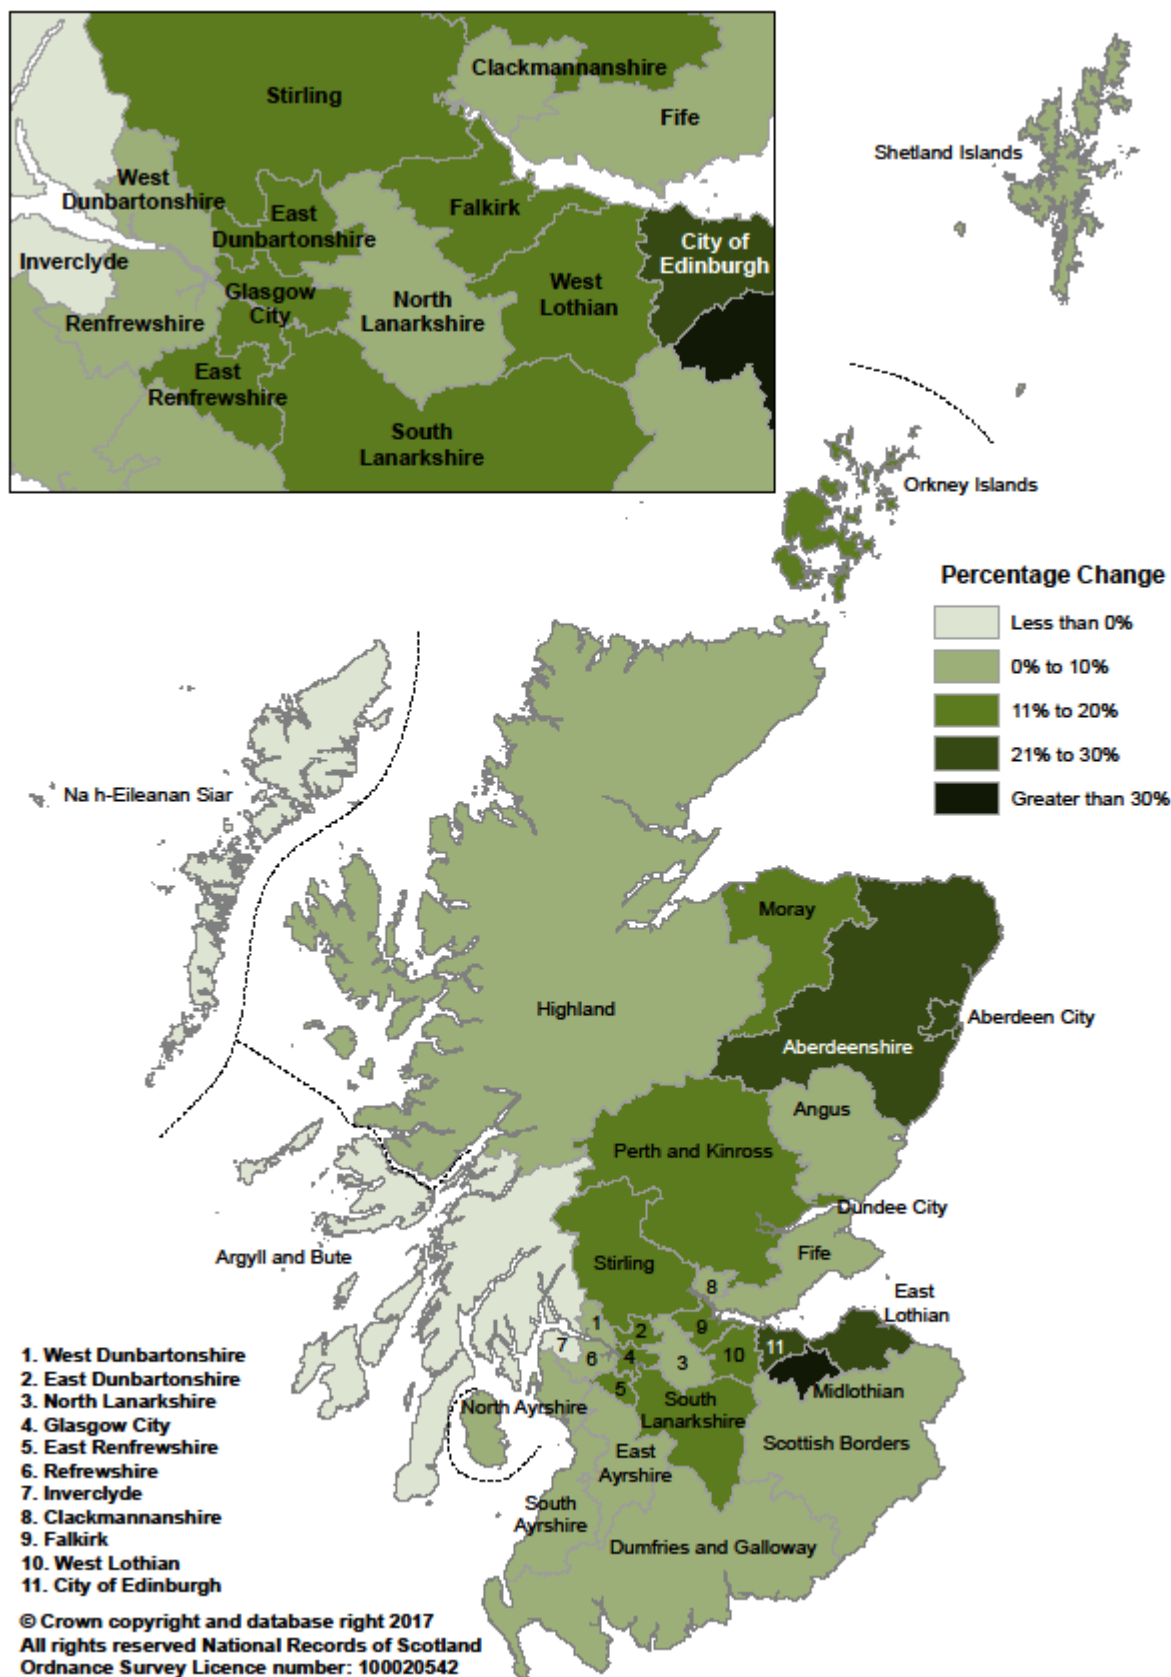 Stirling
Clackmannanshire
Fife
West
Dunbartonshire
East
Dunbartonshire
Falkirk
City of
Edinburgh
Inverclyde
Glasgow
City
West
Lothian
North
Lanarkshire
Renfrewshire
East
Renfrewshire
South
Lanarkshire
Shetland Islands
Orkney Islands
Percentage Change
Less than 0%
0% to 10%
11% to 20%
21% to 30%
Greater than 30%
Na h-Eileanan Siar
Moray
Highland
Aberdeen City
Aberdeenshire
Angus
Perth and Kinross
Dundee City
Fife
Argyll and Bute
Stirling
8
East
Lothian
1
2
9
7
6
4
3
10
11
5
Midlothian
North Ayrshire
South
Lanarkshire
Scottish Borders
East
Ayrshire
South
Ayrshire
Dumfries and Galloway
1. West Dunbartonshire
2. East Dunbartonshire
3. North Lanarkshire
4. Glasgow City
5. East Renfrewshire
6. Refrewshire
7. Inverclyde
8. Clackmannanshire
9. Falkirk
10. West Lothian
11. City of Edinburgh
© Crown copyright and database right 2017
All rights reserved National Records of Scotland
Ordnance Survey Licence number: 100020542